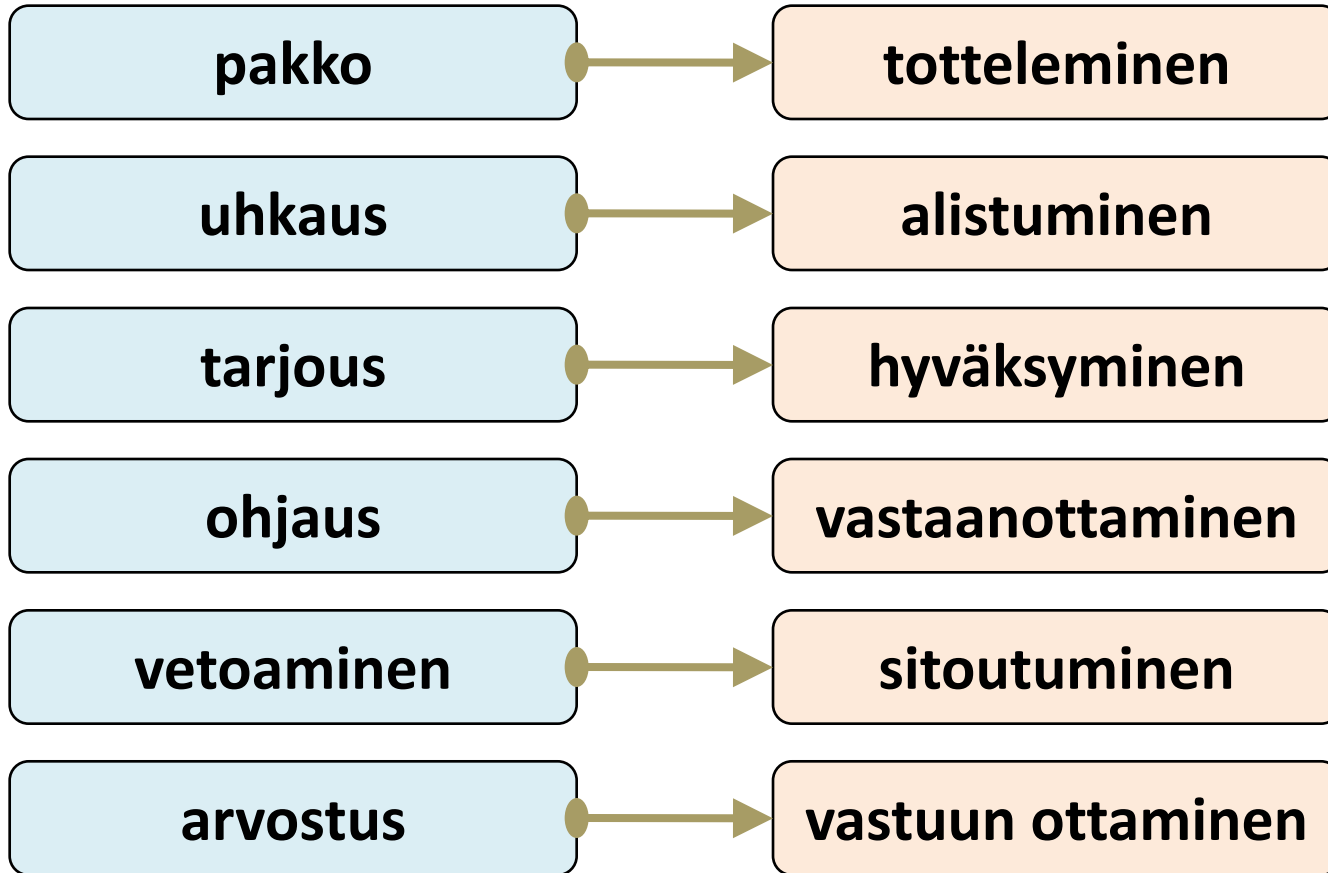 pakko
totteleminen
uhkaus
alistuminen
tarjous
hyväksyminen
ohjaus
vastaanottaminen
vetoaminen
sitoutuminen
arvostus
vastuun ottaminen